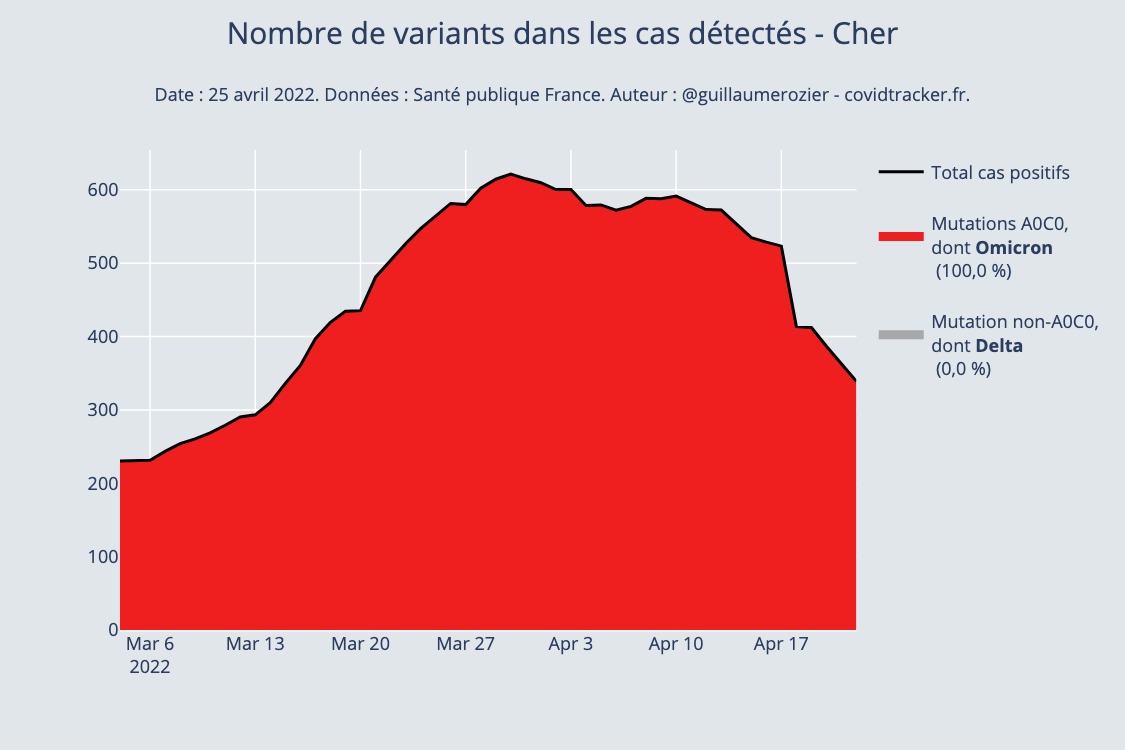 Nombre de variants dans les cas détectés - Cher
Date : 25 avril 2022. Données : Santé publique France. Auteur : @guillaumerozier - covidtracker.fr.
600
500
400
300
200
100
0
Mar 6
2022
Mar 13
Mar 20
Mar 27
Apr 3
Apr 10
Apr 17
Total cas positifs
Mutations A0C0,
dont Omicron
(100,0 %)
Mutation non-A0C0,
dont Delta
(0,0 %)